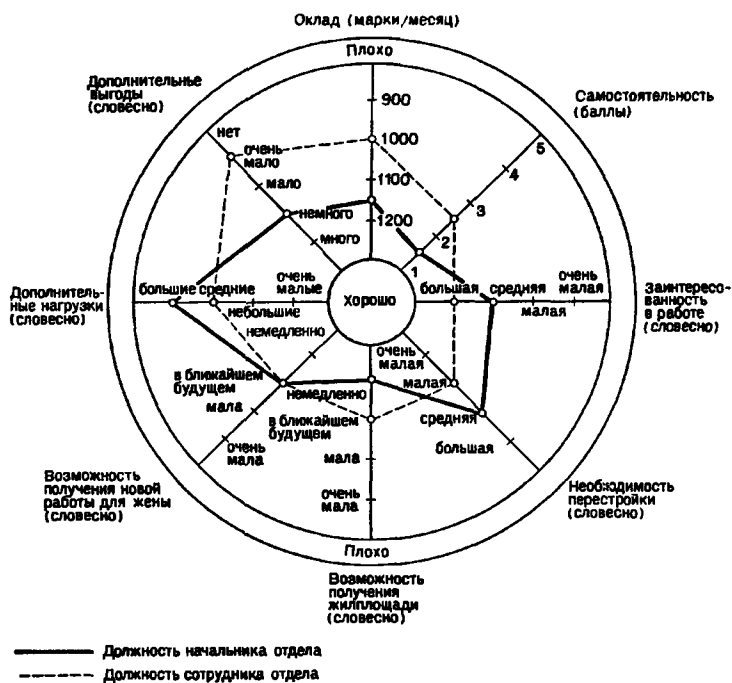 Оклад (марки/месяц)
Плохо
Дополнительные
выгоды
(словесно)
Самостоятельность
(баллы)
900
1000
1100
1200
нет
очень
мало
мало
немного
много
5
4
3
2
1
Дополнитель-
ные нагрузки
(словесно)
большие
средние
небольшие
очень
малые
Хорошо
большая
средняя
малая
очень
малая
Заинтересо-
ванность
в работе
(словесно)
немедленно
в ближайшем
будущем
мала
очень
мала
немедленно
в ближайшем
будущем
мала
очень
мала
очень
малая
малая
средняя
большая
Возможность
получения новой
работы для жены
(словесно)
Необходимость
перестройки
(словесно)
Плохо
Возможность
получения
жилплощади
(словесно)
Должность начальника отдела
Должность сотрудника отдела